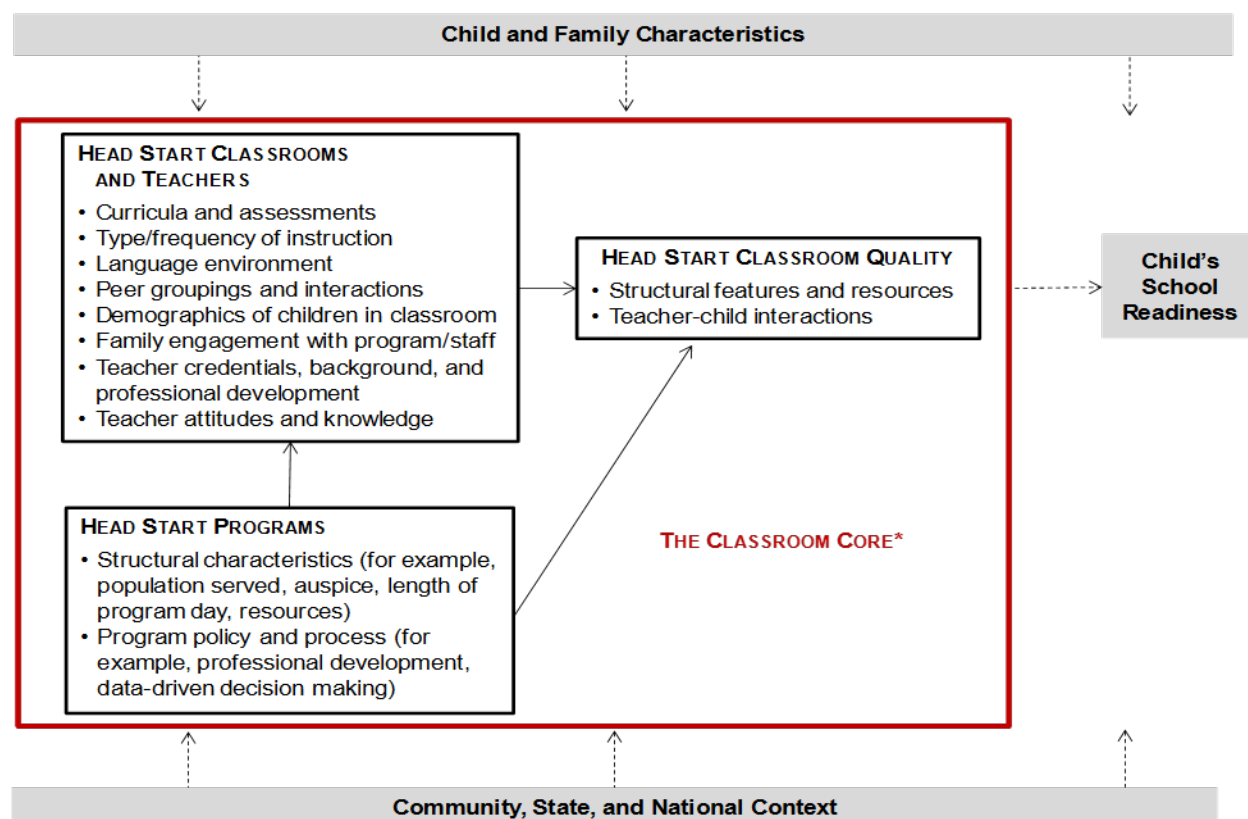 Child and Family Characteristics
HEAD START CLASSROOMS
AND TEACHERS
• Curricula and assessments
• Type/frequency of instruction
• Language environment
• Peer groupings and interactions
• Demographics of children in classroom
• Family engagement with program/staff
• Teacher credentials, background, and
professional development
• Teacher attitudes and knowledge
HEAD START CLASSROOM QUALITY
• Structural features and resources
• Teacher-child interactions
Child’s
School
Readiness
HEAD START PROGRAMS
• Structural characteristics (for example,
population served, auspice, length of
program day, resources)
• Program policy and process (for
example, professional development,
data-driven decision making)
THE CLASSROOM CORE*
Community, State, and National Context